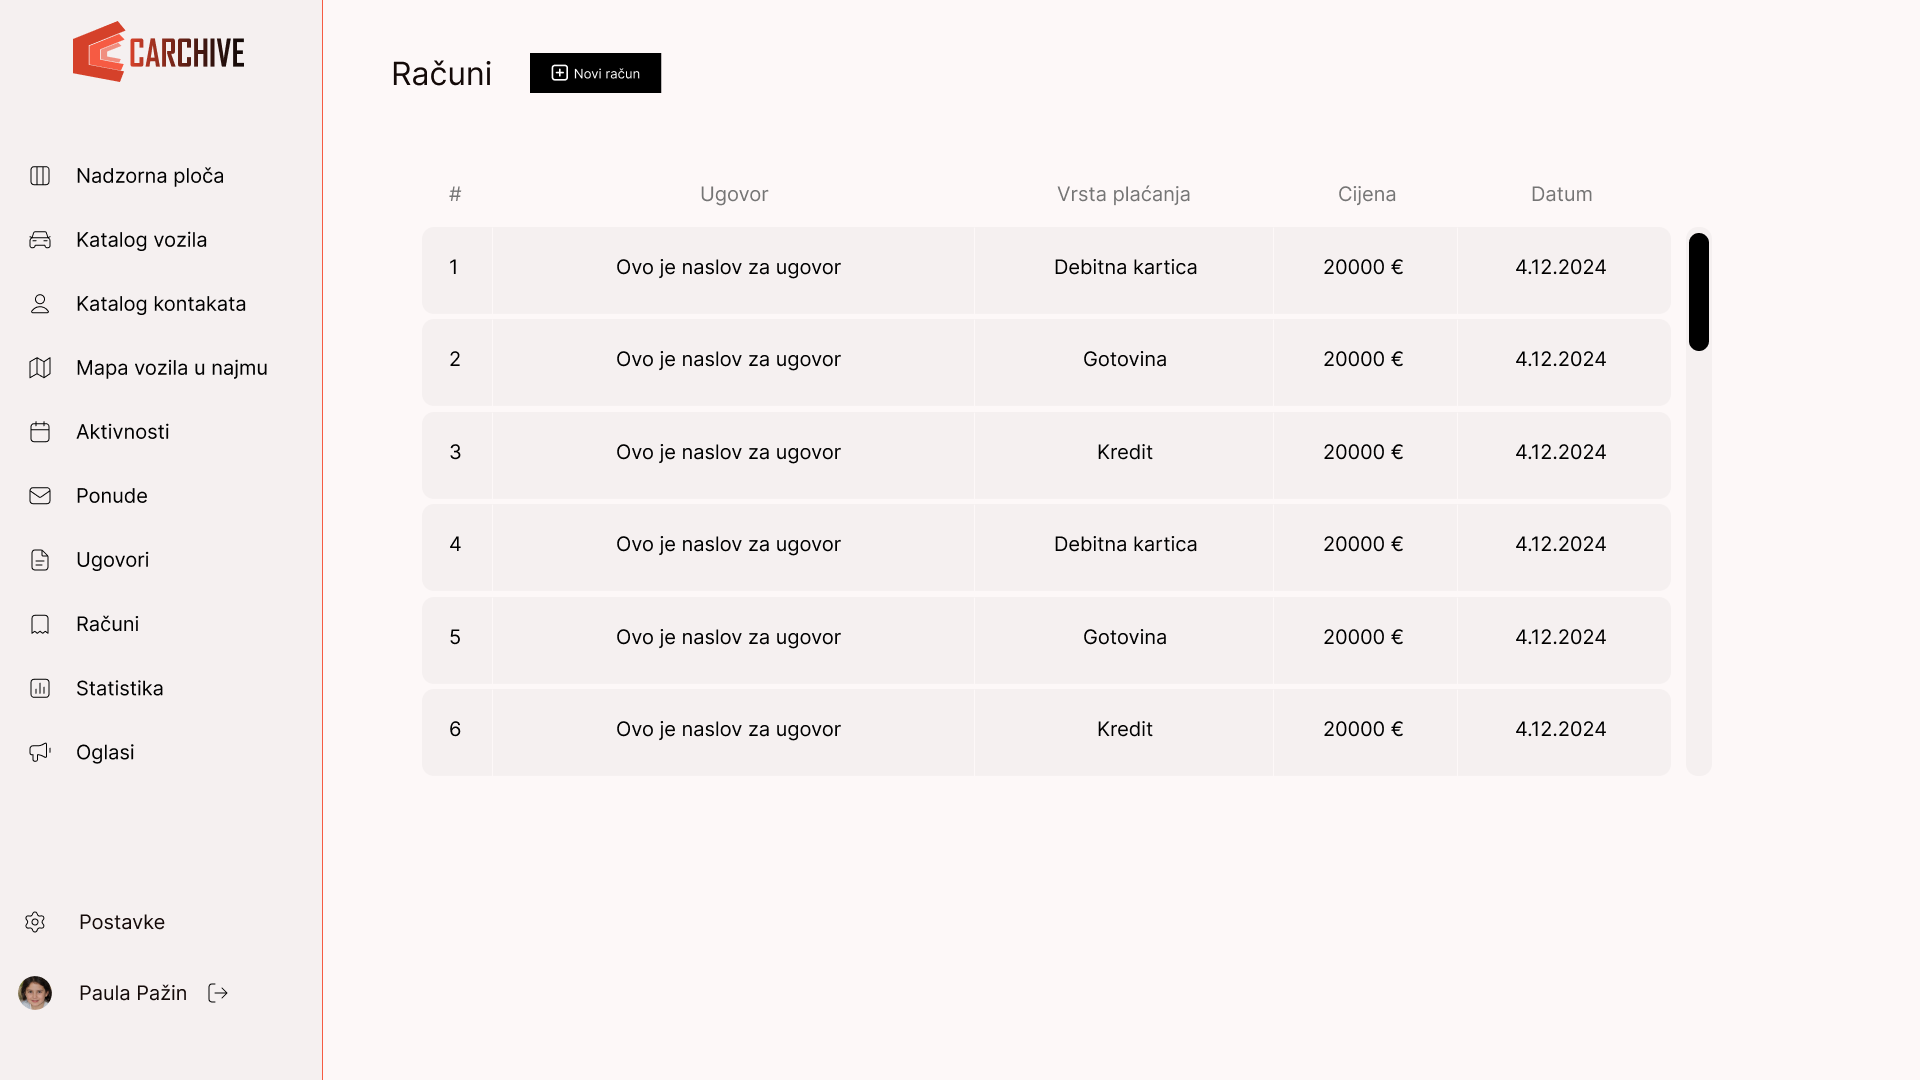 CARCHIVE
Nadzorna ploča
Katalog vozila
Katalog kontakata
Mapa vozila u najmu
Aktivnosti
Ponude
Ugovori
Računi
Statistika
Oglasi
Postavke
Paula Pažin
Računi
Novi račun
# Ugovor Vrsta plaćanja Cijena Datum
1 Ovo je naslov za ugovor Debitna kartica 20000 € 4.12.2024
2 Ovo je naslov za ugovor Gotovina 20000 € 4.12.2024
3 Ovo je naslov za ugovor Kredit 20000 € 4.12.2024
4 Ovo je naslov za ugovor Debitna kartica 20000 € 4.12.2024
5 Ovo je naslov za ugovor Gotovina 20000 € 4.12.2024
6 Ovo je naslov za ugovor Kredit 20000 € 4.12.2024